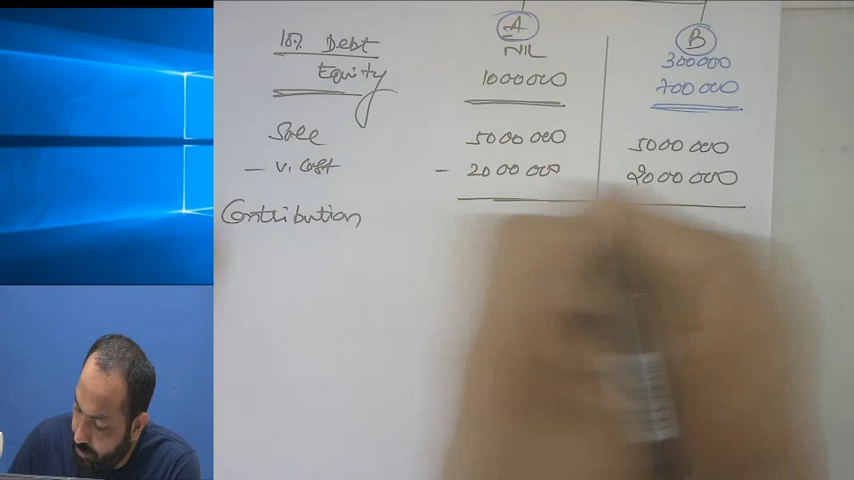 A B
10% Debt NIL 300000
Equity 1000000 700000
Sale 5000000 5000000
- V. Cost - 2000000 2000000
Contribution